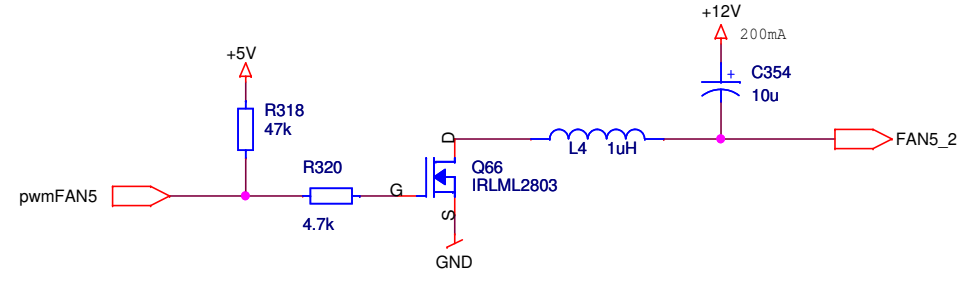 +12V
200mA
+5V
C354
10u
R318
47k
D
L4 1uH
FAN5_2
R320
Q66
IRLML2803
pwmFAN5
G
4.7k
S
GND
+